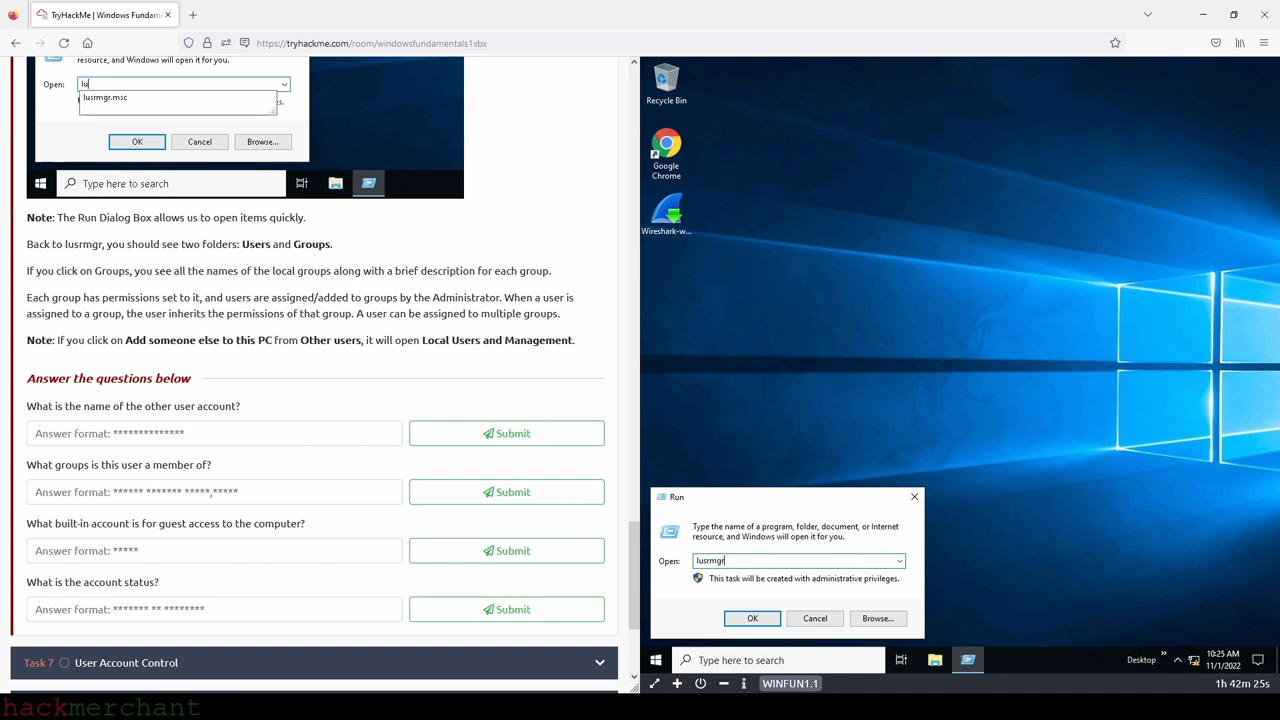 TryHackMe | Windows Fundam
https://tryhackme.com/room/windowsfundamentals1xbx
resource, and Windows will open it for you.
Open: lu
lusrmgr.msc
OK Cancel Browse...
Type here to search
Note: The Run Dialog Box allows us to open items quickly.
Back to lusrmgr, you should see two folders: Users and Groups.
If you click on Groups, you see all the names of the local groups along with a brief description for each group.
Each group has permissions set to it, and users are assigned/added to groups by the Administrator. When a user is
assigned to a group, the user inherits the permissions of that group. A user can be assigned to multiple groups.
Note: If you click on Add someone else to this PC from Other users, it will open Local Users and Management.
Answer the questions below
What is the name of the other user account?
Answer format: ************** Submit
What groups is this user a member of?
Answer format: ****** ******* *****,***** Submit
What built-in account is for guest access to the computer?
Answer format: ***** Submit
What is the account status?
Answer format: ******* ** ******** Submit
Task 7 User Account Control
hackmerchant
Recycle Bin
Google
Chrome
Wireshark-w...
Run
Type the name of a program, folder, document, or Internet
resource, and Windows will open it for you.
Open: lusrmgr
This task will be created with administrative privileges.
OK Cancel Browse...
Type here to search
Desktop
10:25 AM
11/1/2022
WINFUN1.1
1h 42m 25s